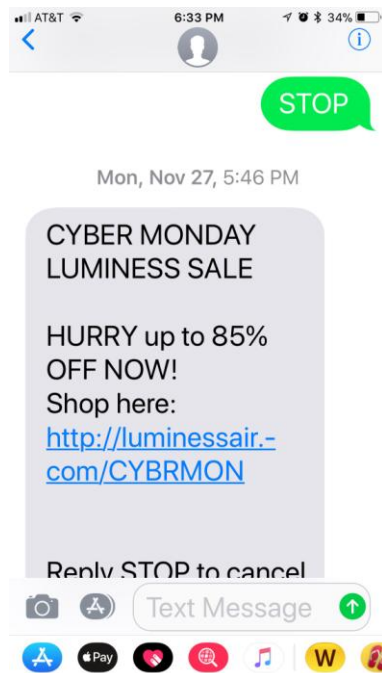 AT&T 6:33 PM 34%
STOP
Mon, Nov 27, 5:46 PM
CYBER MONDAY
LUMINESS SALE
HURRY up to 85%
OFF NOW!
Shop here:
http://luminessair.-
com/CYBRMON
Reply STOP to cancel
Text Message
Pay
W